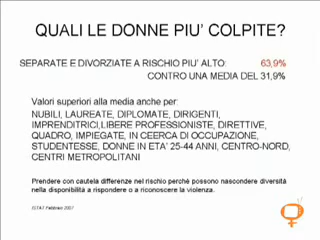 QUALI LE DONNE PIU' COLPITE?
SEPARATE E DIVORZIATE A RISCHIO PIU' ALTO: 63,9%
CONTRO UNA MEDIA DEL 31,9%
Valori superiori alla media anche per:
NUBILI, LAUREATE, DIPLOMATE, DIRIGENTI,
IMPRENDITRICI,LIBERE PROFESSIONISTE, DIRETTIVE,
QUADRO, IMPIEGATE, IN CEERCA DI OCCUPAZIONE,
STUDENTESSE, DONNE IN ETA' 25-44 ANNI, CENTRO-NORD,
CENTRI METROPOLITANI
Prendere con cautela differenze nel rischio perché possono nascondere diversità
nella disponibilità a rispondere o a riconoscere la violenza.
ISTAT Febbraio 2007